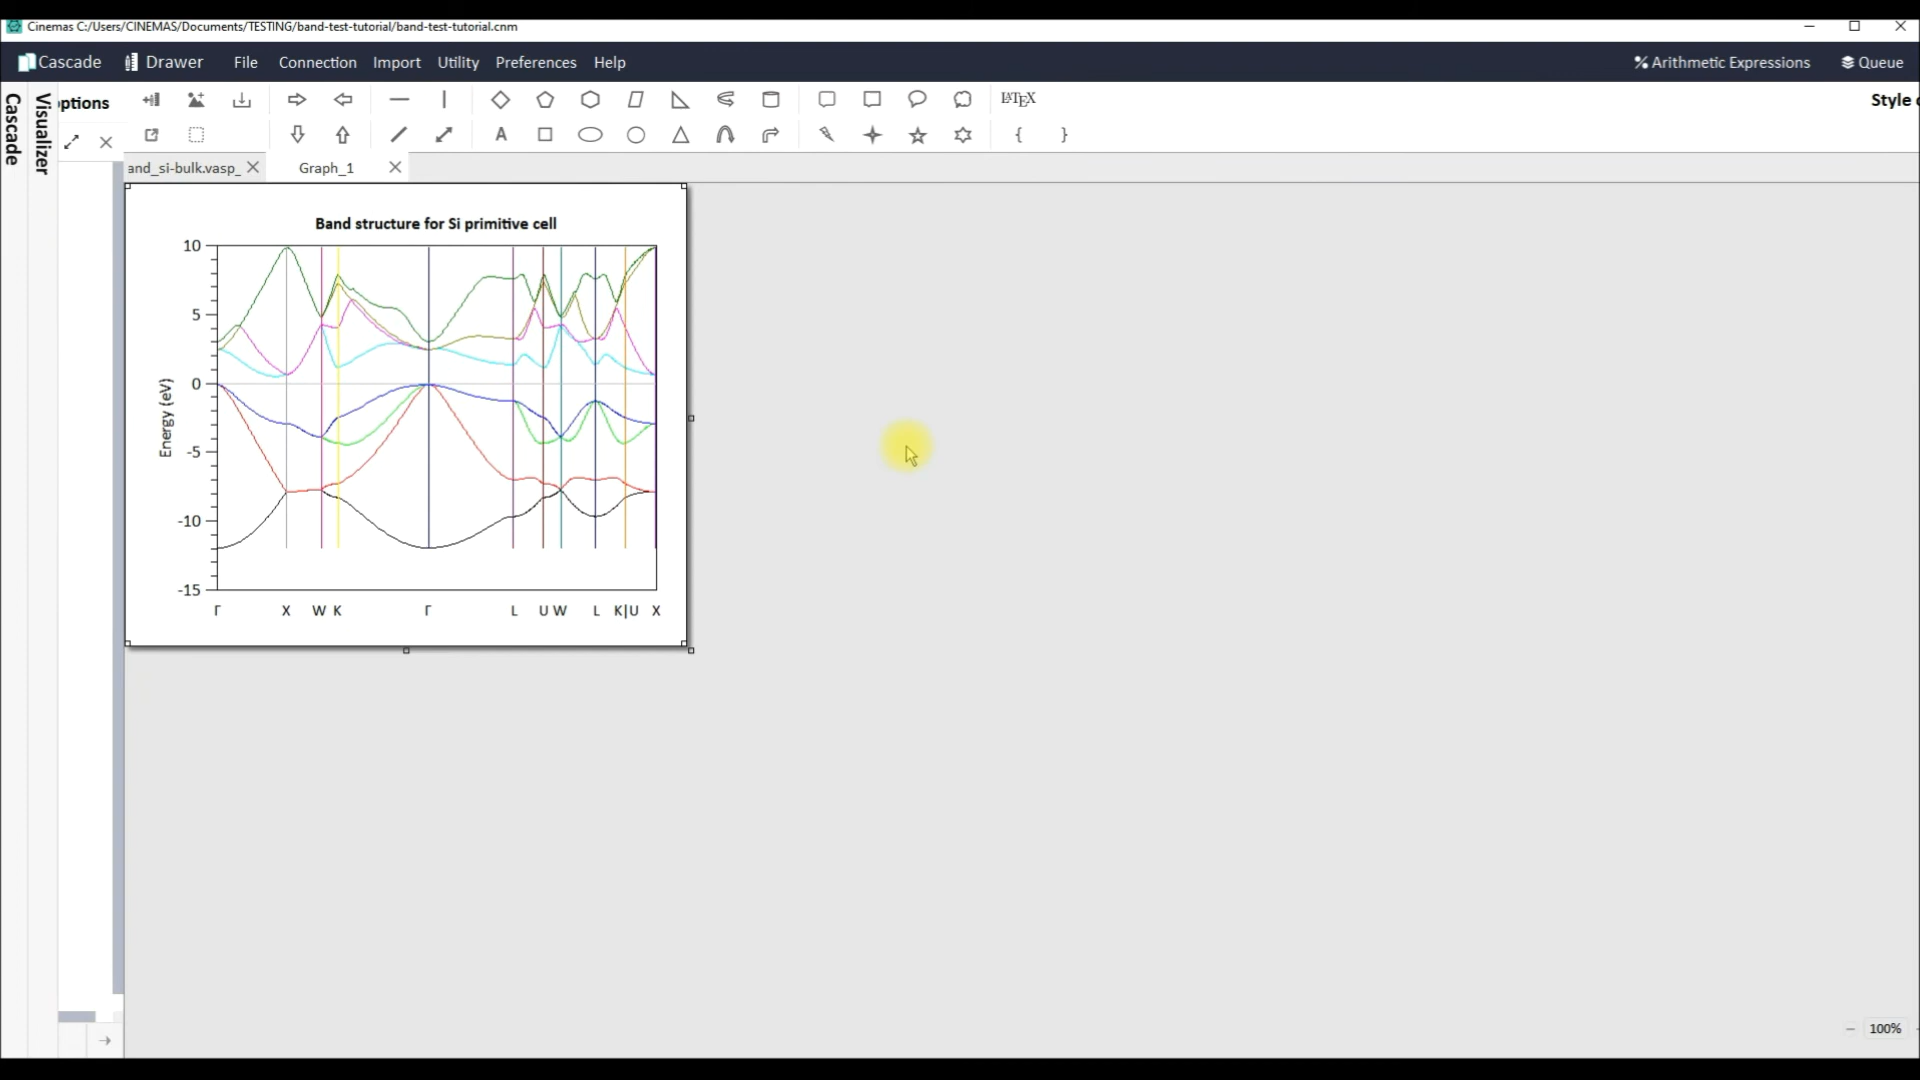 Cinemas C:/Users/CINEMAS/Documents/TESTING/band-test-tutorial/band-test-tutorial.cnm
Cascade Drawer File Connection Import Utility Preferences Help Arithmetic Expressions Queue
Cascade
Visualizer
options
LATEX
Style
A
{ }
and_si-bulk.vasp_ Graph_1
Band structure for Si primitive cell
10
5
0
-5
-10
-15
Energy (eV)
Γ X W K Γ L U W L K|U X
100%